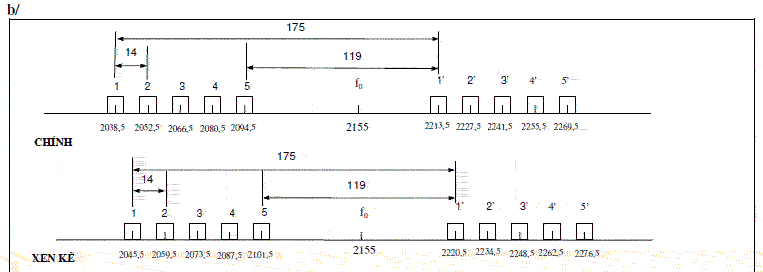 b/
175
14
119
1 2 3 4 5 f₀ 1' 2' 3' 4' 5'
2038,5 2052,5 2066,5 2080,5 2094,5 2155 2213,5 2227,5 2241,5 2255,5 2269,5
CHÍNH
175
14
119
1 2 3 4 5 f₀ 1' 2' 3' 4' 5'
2045,5 2059,5 2073,5 2087,5 2101,5 2155 2220,5 2234,5 2248,5 2262,5 2276,5
XEN KẼ